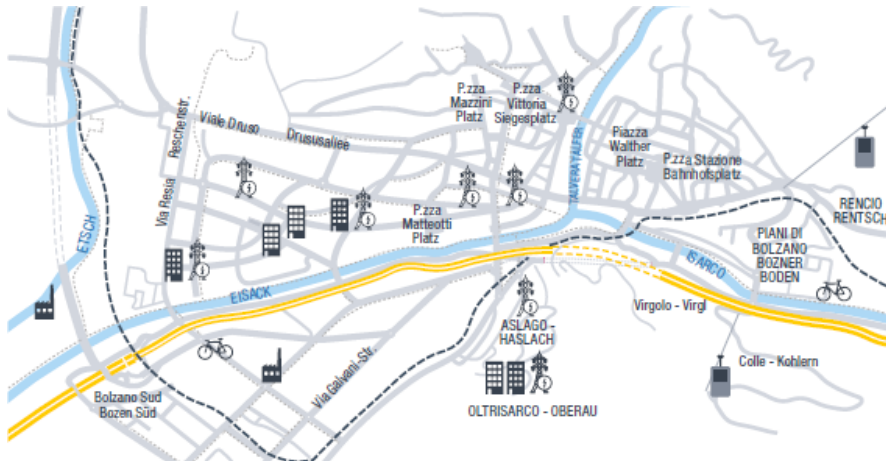 P.zza
Mazzini
Platz
P.zza
Vittoria
Siegesplatz
Viale Druso
Drususallee
Reschenstr.
Via Resia
TALVERA TALFER
Piazza
Walther
Platz
P.zza Stazione
Bahnhofsplatz
RENCIO
RENTSCH
P.zza
Matteotti
Platz
ETSCH
EISACK
ISARCO
PIANI DI
BOLZANO
BOZNER
BODEN
Virgolo - Virgl
ASLAGO -
HASLACH
Colle - Kohlern
Via Galvani-Str.
Bolzano Sud
Bozen Süd
OLTRISARCO - OBERAU